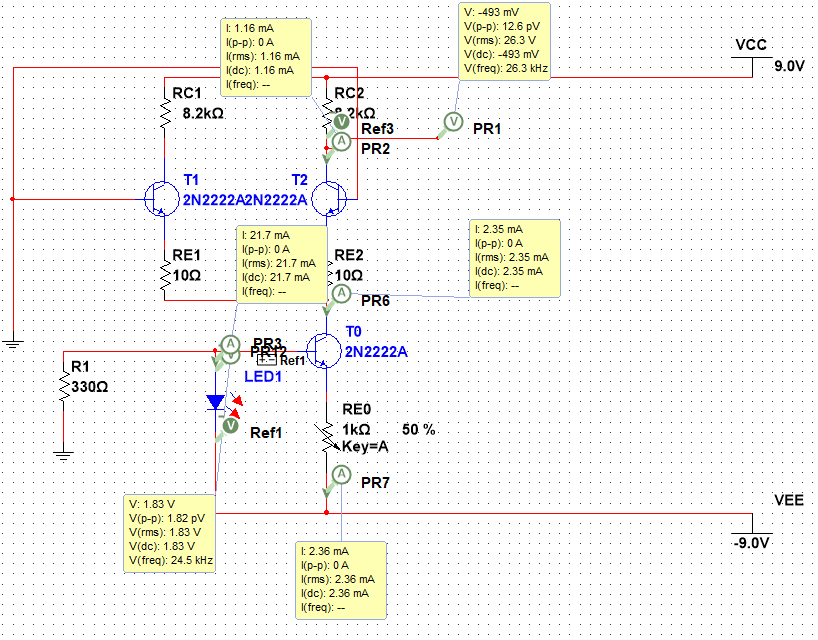 I: 1.16 mA
I(p-p): 0 A
I(rms): 1.16 mA
I(dc): 1.16 mA
I(freq): --
V: -493 mV
V(p-p): 12.6 pV
V(rms): 26.3 V
V(dc): -493 mV
V(freq): 26.3 kHz
VCC
9.0V
RC1
8.2kΩ
RC2
8.2kΩ
V
Ref3
A
PR2
V
PR1
T1
2N2222A
T2
2N2222A
I: 21.7 mA
I(p-p): 0 A
I(rms): 21.7 mA
I(dc): 21.7 mA
I(freq): --
I: 2.35 mA
I(p-p): 0 A
I(rms): 2.35 mA
I(dc): 2.35 mA
I(freq): --
RE1
10Ω
RE2
10Ω
A
PR6
T0
2N2222A
A
PR3
V
PR12
Ref1
LED1
R1
330Ω
V
Ref1
RE0
1kΩ
50 %
Key=A
A
PR7
VEE
-9.0V
V: 1.83 V
V(p-p): 1.82 pV
V(rms): 1.83 V
V(dc): 1.83 V
V(freq): 24.5 kHz
I: 2.36 mA
I(p-p): 0 A
I(rms): 2.36 mA
I(dc): 2.36 mA
I(freq): --